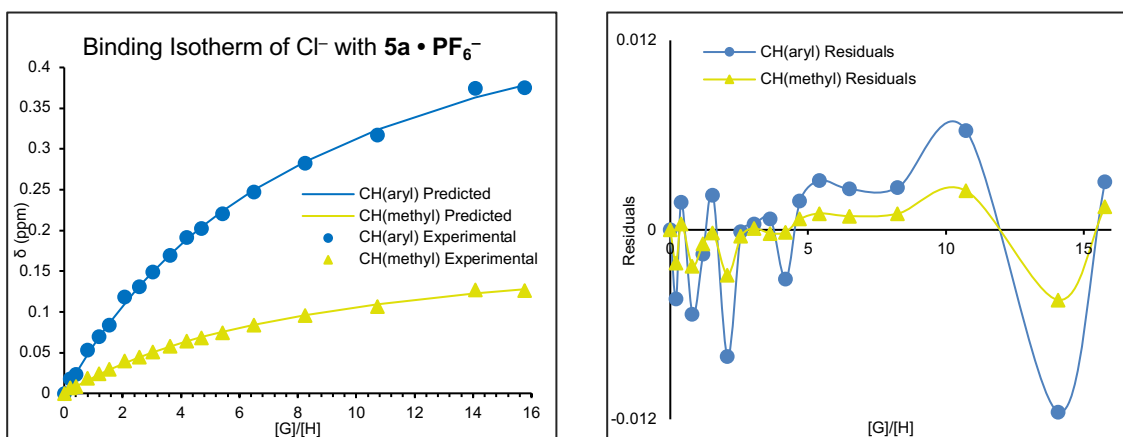 Binding Isotherm of Cl⁻ with 5a • PF₆⁻
0.4
0.35
0.3
0.25
0.2
0.15
0.1
0.05
0
δ (ppm)
CH(aryl) Predicted
CH(methyl) Predicted
CH(aryl) Experimental
CH(methyl) Experimental
0 2 4 6 8 10 12 14 16
[G]/[H]
0.012
0
-0.012
Residuals
CH(aryl) Residuals
CH(methyl) Residuals
0 5 10 15
[G]/[H]